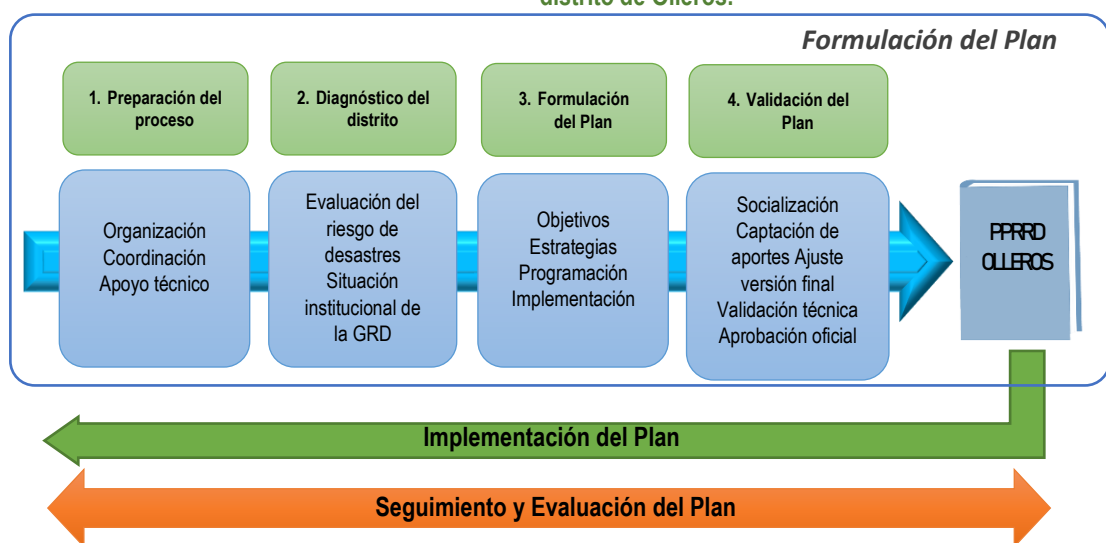 distrito de Olleros.
Formulación del Plan
1. Preparación del
proceso
2. Diagnóstico del
distrito
3. Formulación
del Plan
4. Validación del
Plan
Organización
Coordinación
Apoyo técnico
Evaluación del
riesgo de
desastres
Situación
institucional de
la GRD
Objetivos
Estrategias
Programación
Implementación
Socialización
Captación de
aportes Ajuste
versión final
Validación técnica
Aprobación oficial
PPRRD
OLLEROS
Implementación del Plan
Seguimiento y Evaluación del Plan